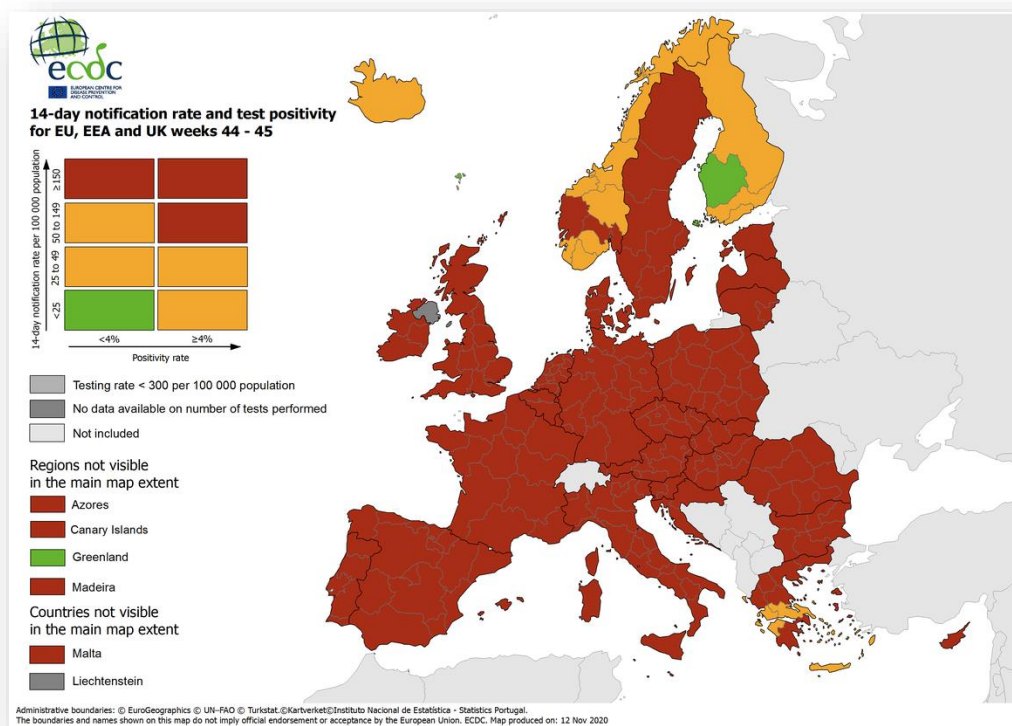 ecdc
EUROPEAN CENTRE FOR
DISEASE PREVENTION
AND CONTROL
14-day notification rate and test positivity
for EU, EEA and UK weeks 44 - 45
14-day notification rate per 100 000 population
≥150
50 to 149
25 to 49
<25
<4%
≥4%
Positivity rate
Testing rate < 300 per 100 000 population
No data available on number of tests performed
Not included
Regions not visible
in the main map extent
Azores
Canary Islands
Greenland
Madeira
Countries not visible
in the main map extent
Malta
Liechtenstein
Administrative boundaries: © EuroGeographics © UN–FAO © Turkstat.©Kartverket©Instituto Nacional de Estatística - Statistics Portugal.
The boundaries and names shown on this map do not imply official endorsement or acceptance by the European Union. ECDC. Map produced on: 12 Nov 2020